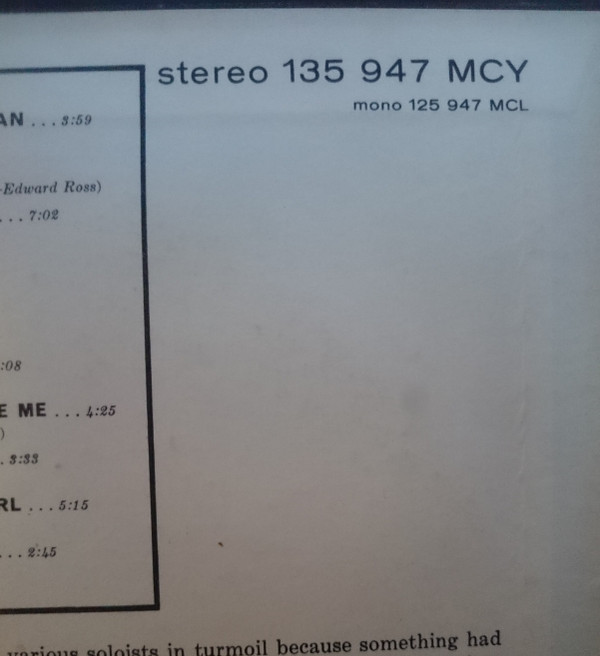 stereo 135 947 MCY
mono 125 947 MCL
AN ... 3:59
-Edward Ross)
... 7:02
:08
E ME ... 4:25
)
. 3:33
RL ... 5:15
... 2:45
various soloists in turmoil because something had